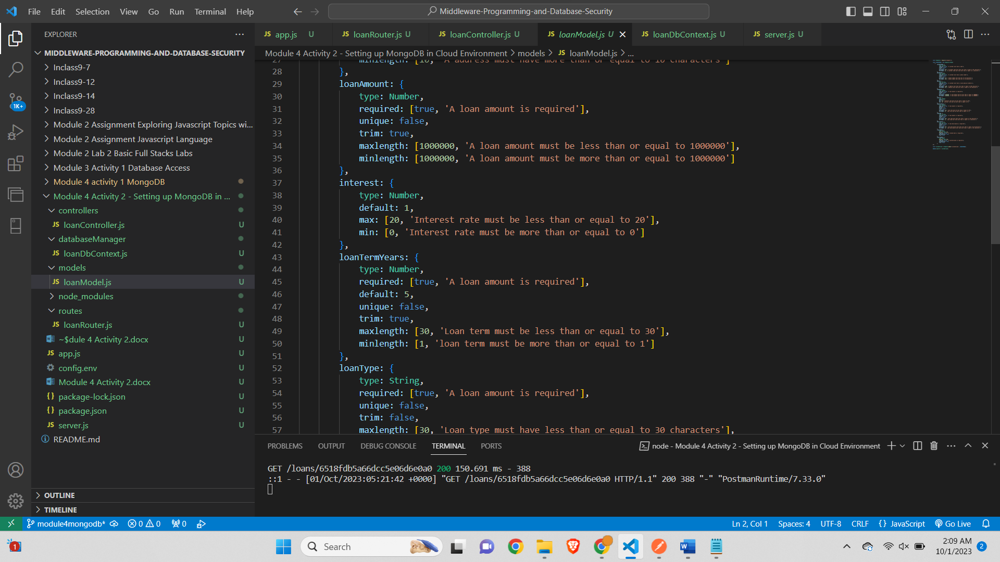 File Edit Selection View Go Run Terminal Help
Middleware-Programming-and-Database-Security
EXPLORER
MIDDLEWARE-PROGRAMMING-AND-DATABASE-SECURITY
Inclass9-7
Inclass9-12
Inclass9-14
Inclass9-28
Module 2 Assignment Exploring Javascript Topics wi...
Module 2 Assignment Javascript Language
Module 2 Lab 2 Basic Full Stacks Labs
Module 3 Activity 1 Database Access
Module 4 activity 1 MongoDB
Module 4 Activity 2 - Setting up MongoDB in ...
controllers
JS loanController.js U
databaseManager
JS loanDbContext.js U
models
JS loanModel.js U
node_modules
routes
JS loanRouter.js U
~$dule 4 Activity 2.docx U
JS app.js U
config.env U
Module 4 Activity 2.docx U
{} package-lock.json U
{} package.json U
JS server.js U
README.md
OUTLINE
TIMELINE
JS app.js U JS loanRouter.js U JS loanController.js U JS loanModel.js U JS loanDbContext.js U JS server.js U
Module 4 Activity 2 - Setting up MongoDB in Cloud Environment > models > JS loanModel.js > ...
27 minlength: [10, 'A address must have more than or equal to 10 characters']
28 },
29 loanAmount: {
30 type: Number,
31 required: [true, 'A loan amount is required'],
32 unique: false,
33 trim: true,
34 maxlength: [1000000, 'A loan amount must be less than or equal to 1000000'],
35 minlength: [1000000, 'A loan amount must be more than or equal to 1000000']
36 },
37 interest: {
38 type: Number,
39 default: 1,
40 max: [20, 'Interest rate must be less than or equal to 20'],
41 min: [0, 'Interest rate must be more than or equal to 0']
42 },
43 loanTermYears: {
44 type: Number,
45 required: [true, 'A loan amount is required'],
46 default: 5,
47 unique: false,
48 trim: true,
49 maxlength: [30, 'Loan term must be less than or equal to 30'],
50 minlength: [1, 'loan term must be more than or equal to 1']
51 },
52 loanType: {
53 type: String,
54 required: [true, 'A loan amount is required'],
55 unique: false,
56 trim: false,
57 maxlength: [30, 'Loan type must have less than or equal to 30 characters'],
PROBLEMS OUTPUT DEBUG CONSOLE TERMINAL PORTS
node - Module 4 Activity 2 - Setting up MongoDB in Cloud Environment
GET /loans/6518fdb5a66dcc5e06d6e0a0 200 150.691 ms - 388
::1 - - [01/Oct/2023:05:21:42 +0000] "GET /loans/6518fdb5a66dcc5e06d6e0a0 HTTP/1.1" 200 388 "-" "PostmanRuntime/7.33.0"
1K+
module4mongodb* 0 0 0
Ln 2, Col 1 Spaces: 4 UTF-8 CRLF {} JavaScript Go Live
1
Search
W
2:09 AM
10/1/2023
2